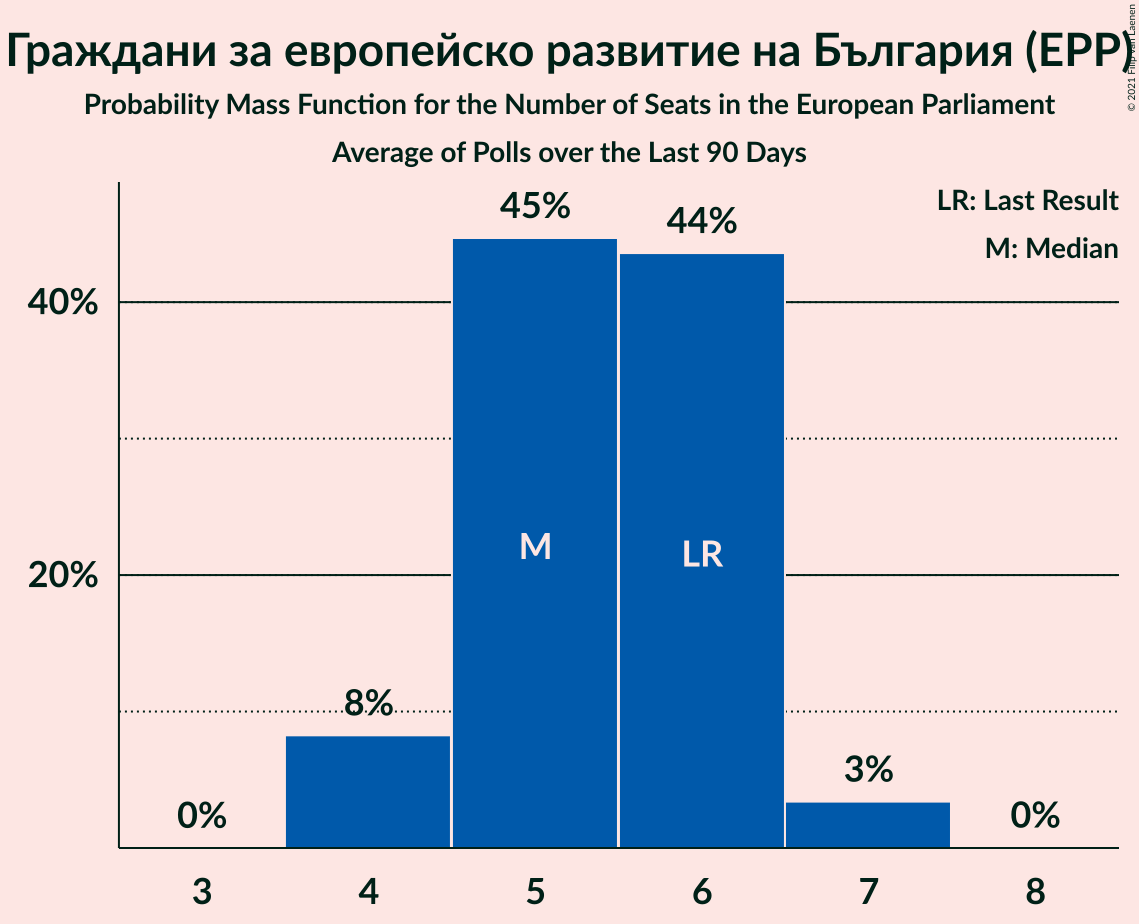 Граждани за европейско развитие на България (EPP)
© 2021 Filip van Laenen
Probability Mass Function for the Number of Seats in the European Parliament
Average of Polls over the Last 90 Days
LR: Last Result
M: Median
45%
44%
40%
M
LR
20%
8%
3%
0%
0%
3 4 5 6 7 8